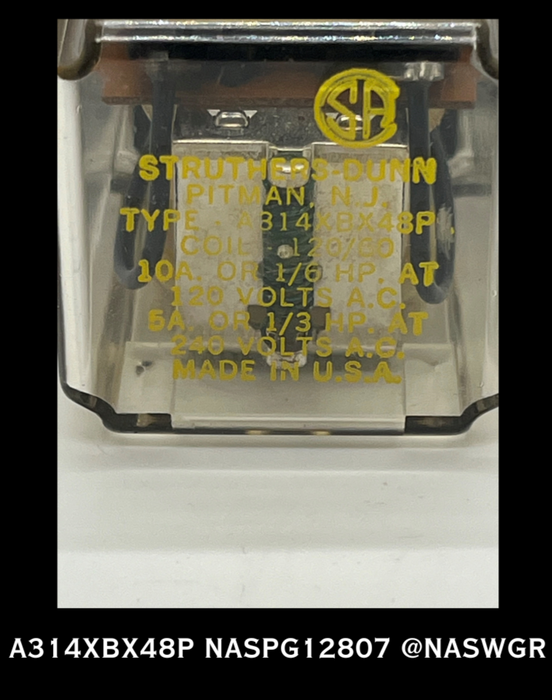 SA
STRUTHERS-DUNN
PITMAN, N.J.
TYPE - A314XBX48P
COIL - 120/60
10A. OR 1/6 HP. AT
120 VOLTS A.C.
5A. OR 1/3 HP. AT
240 VOLTS A.C.
MADE IN U.S.A.
A314XBX48P NASPG12807 @NASWGR